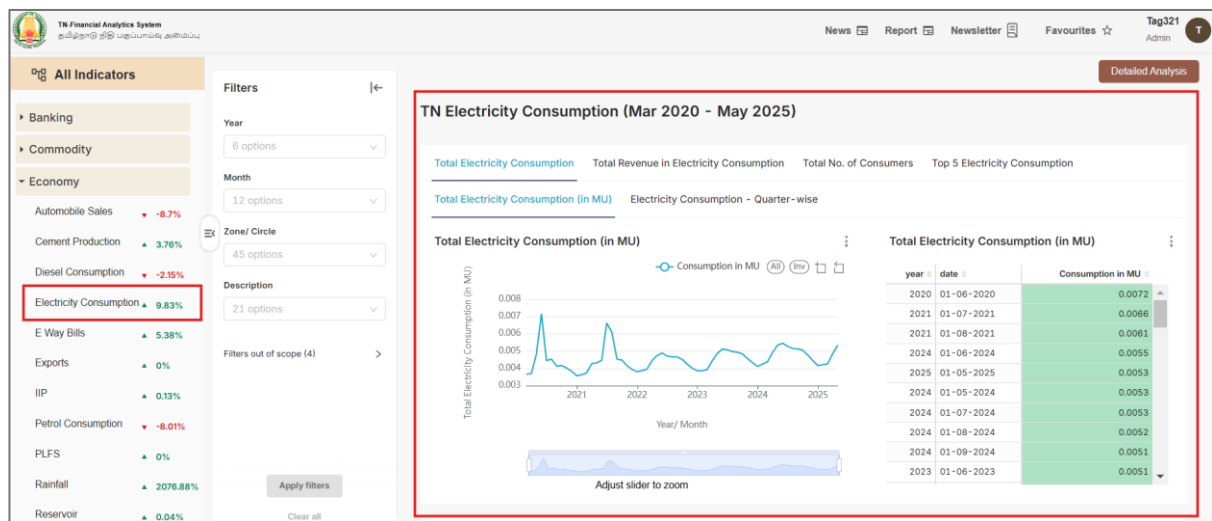 TN-Financial Analytics System
தமிழ்நாடு நிதி பகுப்பாய்வு அமைப்பு
News
Report
Newsletter
Favourites
Tag321
Admin
T
All Indicators
Banking
Commodity
Economy
Automobile Sales -8.7%
Cement Production 3.76%
Diesel Consumption -2.15%
Electricity Consumption 9.83%
E Way Bills 5.38%
Exports 0%
IIP 0.13%
Petrol Consumption -8.01%
PLFS 0%
Rainfall 2076.88%
Reservoir 0.04%
Filters
Year
6 options
Month
12 options
Zone/ Circle
45 options
Description
21 options
Filters out of scope (4)
Apply filters
Clear all
Detailed Analysis
TN Electricity Consumption (Mar 2020 - May 2025)
Total Electricity Consumption Total Revenue in Electricity Consumption Total No. of Consumers Top 5 Electricity Consumption
Total Electricity Consumption (in MU) Electricity Consumption - Quarter-wise
Total Electricity Consumption (in MU)
Consumption in MU All Inv
Total Electricity Consumption (in MU)
0.008
0.007
0.006
0.005
0.004
0.003
2021 2022 2023 2024 2025
Year/ Month
Adjust slider to zoom
Total Electricity Consumption (in MU)
year date Consumption in MU
2020 01-06-2020 0.0072
2021 01-07-2021 0.0066
2021 01-08-2021 0.0061
2024 01-06-2024 0.0055
2025 01-05-2025 0.0053
2024 01-05-2024 0.0053
2024 01-07-2024 0.0053
2024 01-08-2024 0.0052
2024 01-09-2024 0.0051
2023 01-06-2023 0.0051